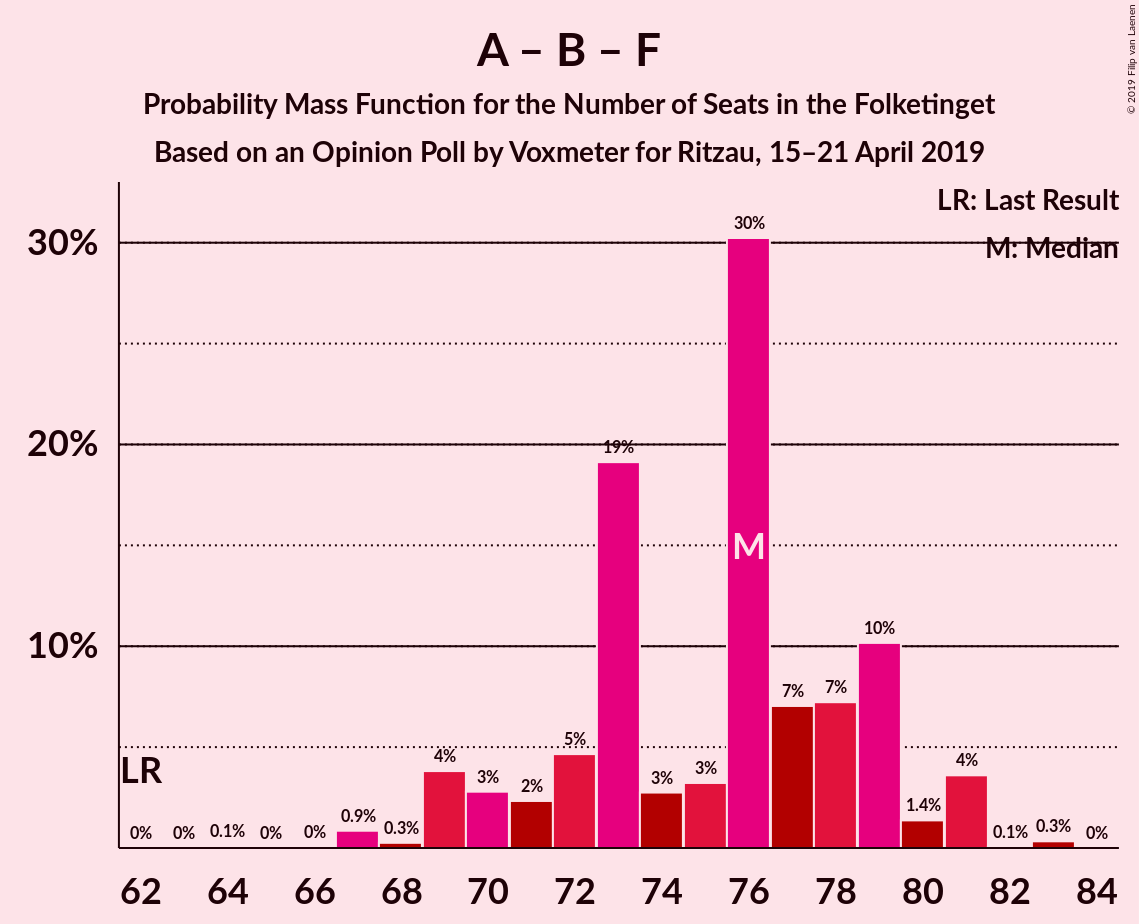 A – B – F
Probability Mass Function for the Number of Seats in the Folketinget
Based on an Opinion Poll by Voxmeter for Ritzau, 15–21 April 2019
© 2019 Filip van Laenen
LR: Last Result
M: Median
30%
20%
10%
LR
M
0% 0% 0.1% 0% 0% 0.9% 0.3% 4% 3% 2% 5% 19% 3% 3% 30% 7% 7% 10% 1.4% 4% 0.1% 0.3% 0%
62 64 66 68 70 72 74 76 78 80 82 84